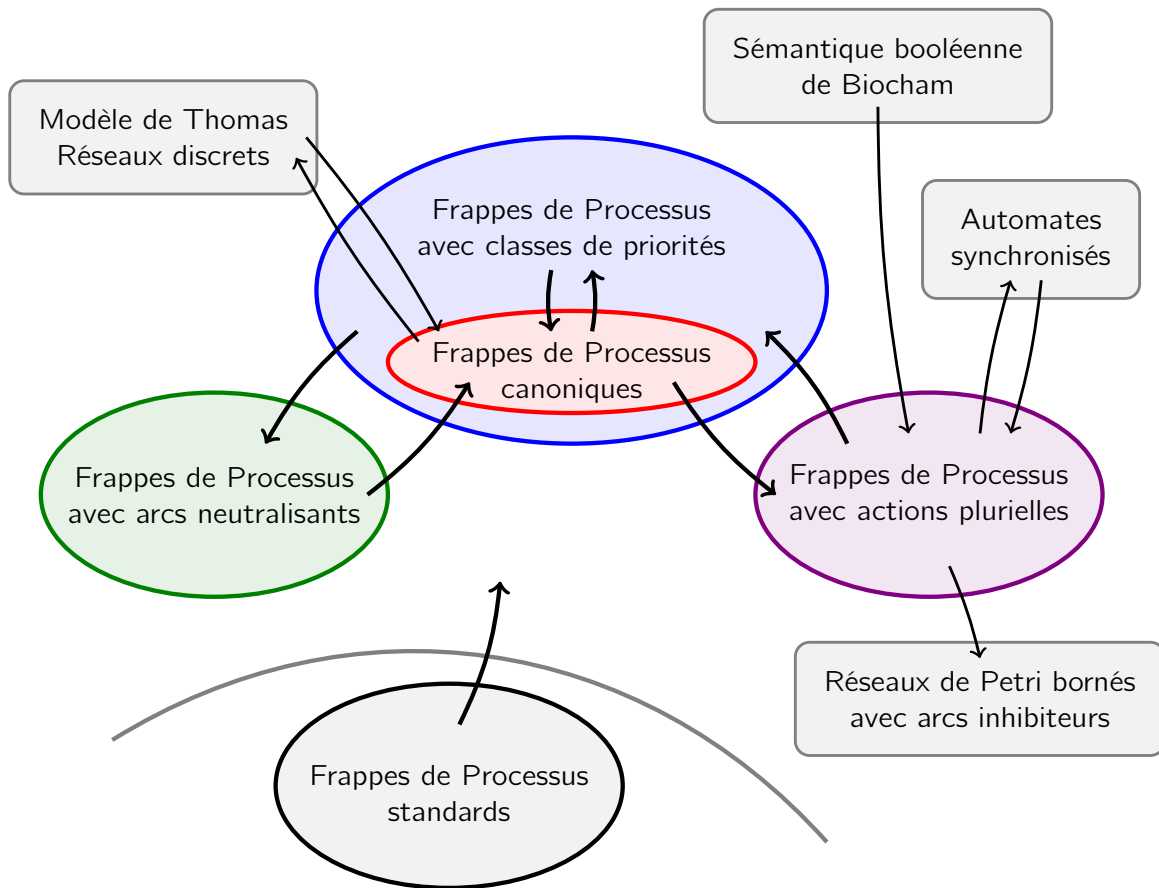 Sémantique booléenne
de Biocham
Modèle de Thomas
Réseaux discrets
Frappes de Processus
avec classes de priorités
Automates
synchronisés
Frappes de Processus
canoniques
Frappes de Processus
avec arcs neutralisants
Frappes de Processus
avec actions plurielles
Réseaux de Petri bornés
avec arcs inhibiteurs
Frappes de Processus
standards